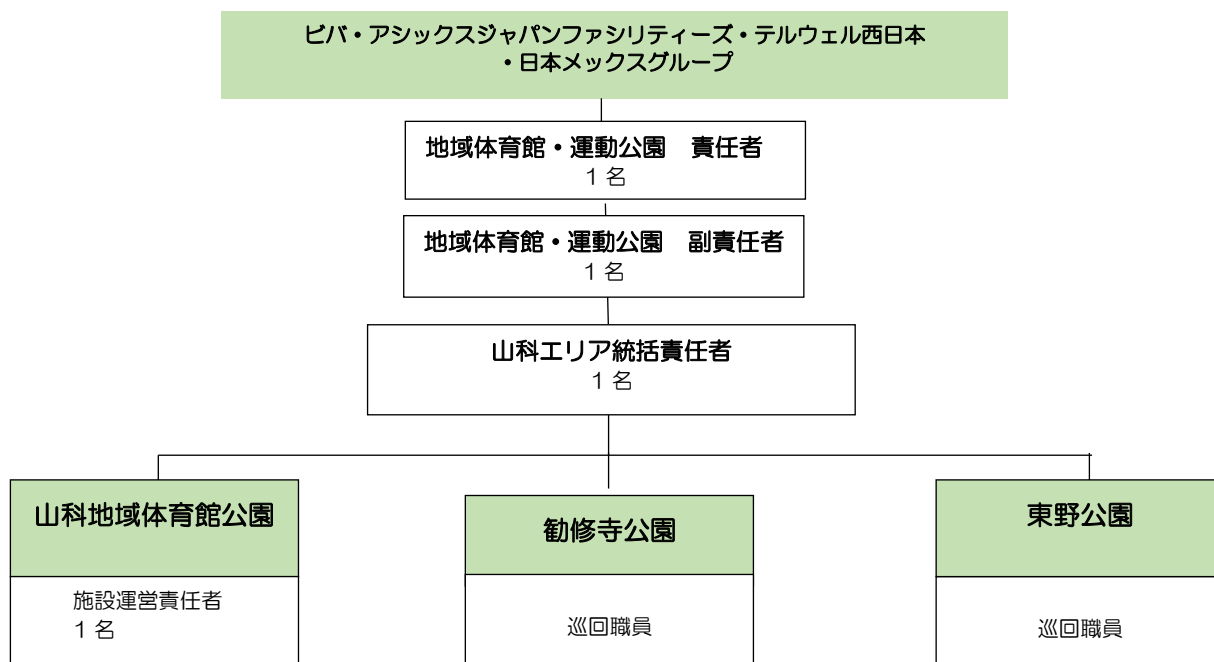 ビバ・アシックスジャパンファシリティーズ・テルウェル西日本
・日本メックスグループ
地域体育館・運動公園　責任者
1 名
地域体育館・運動公園　副責任者
1 名
山科エリア統括責任者
1 名
山科地域体育館公園
勧修寺公園
東野公園
施設運営責任者
1 名
巡回職員
巡回職員